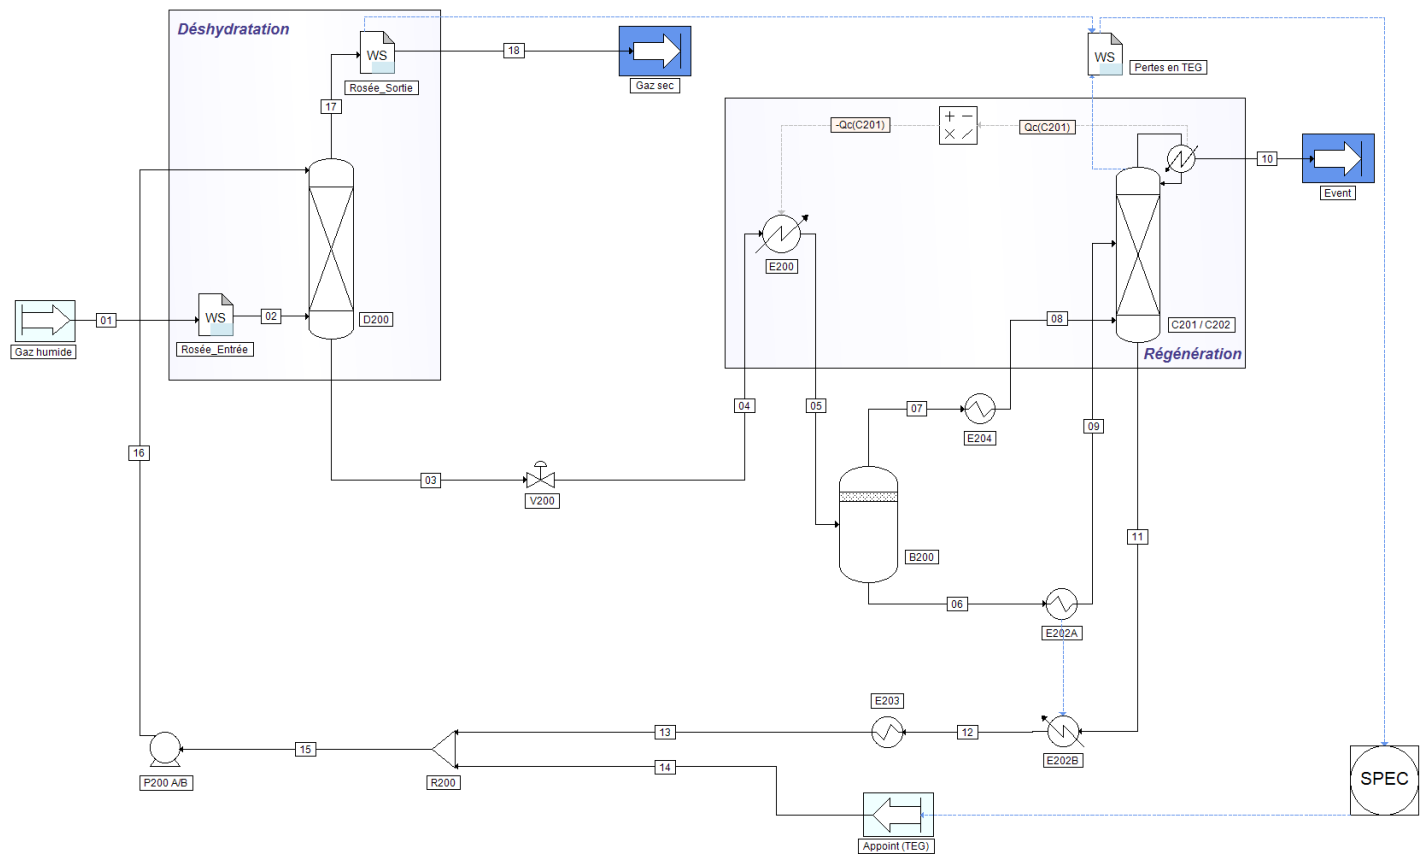 Déshydratation
WS
18
Rosée_Sortie
Gaz sec
17
WS
Pertes en TEG
-Qc(C201)
+ −
× ∕
Qc(C201)
10
Event
E200
WS
01
02
D200
Gaz humide
Rosée_Entrée
08
C201 / C202
Régénération
04
05
07
E204
09
16
03
V200
11
B200
06
E202A
E203
13
12
E202B
15
14
P200 A/B
R200
SPEC
Appoint (TEG)